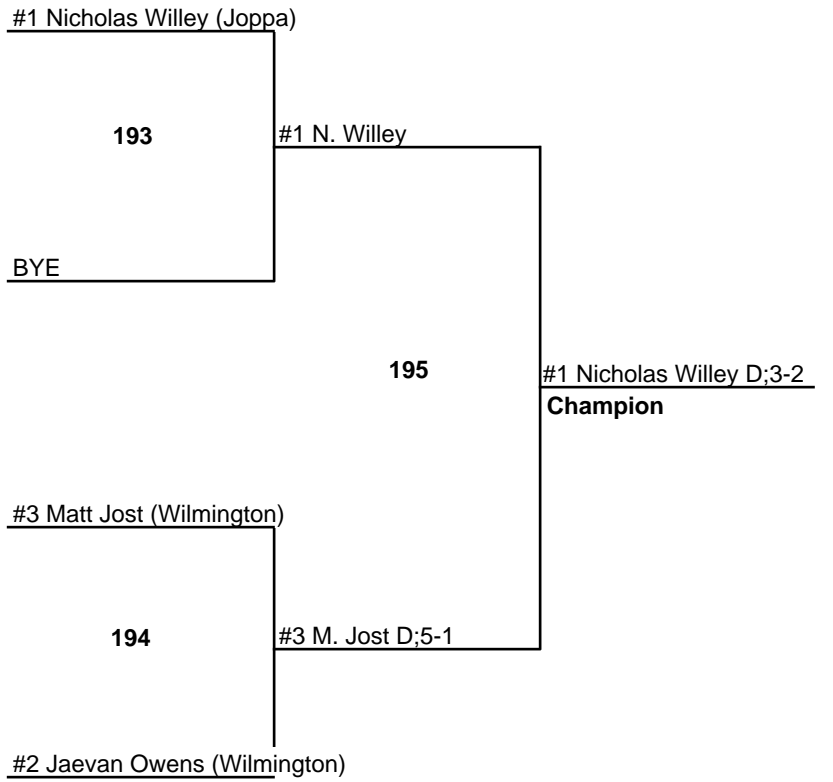 #1 Nicholas Willey (Joppa)
193
#1 N. Willey
BYE
195
#1 Nicholas Willey D;3-2
Champion
#3 Matt Jost (Wilmington)
194
#3 M. Jost D;5-1
#2 Jaevan Owens (Wilmington)